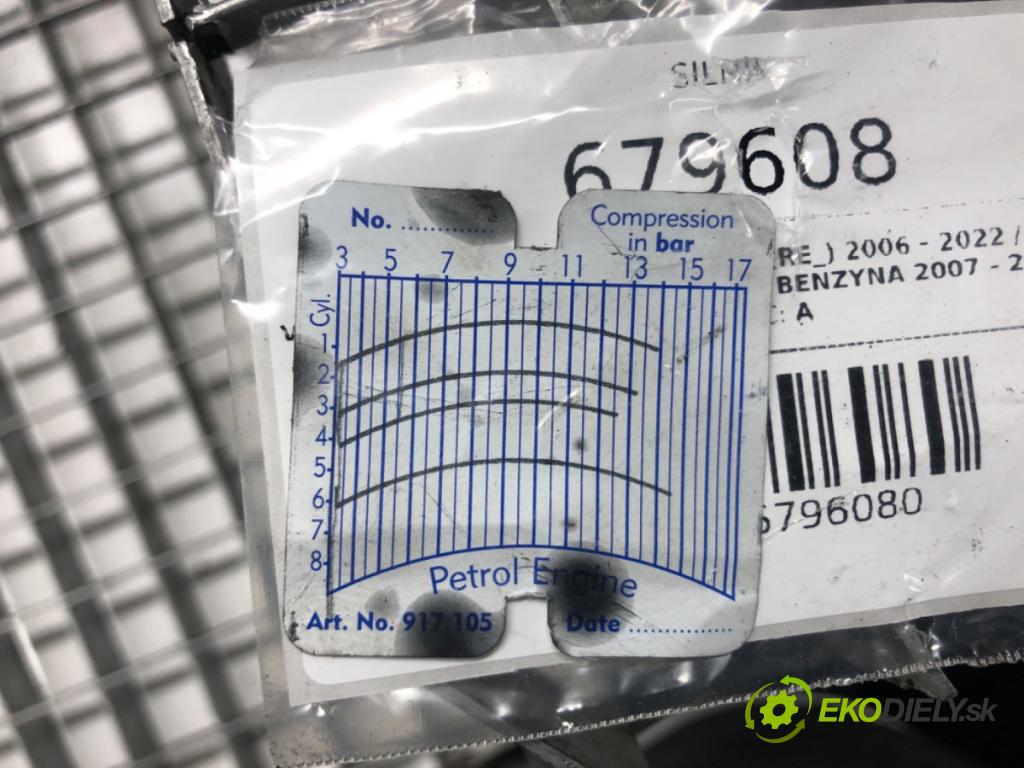 SILNIK
679608
RE_) 2006 - 2022 /
BENZYNA 2007 - 2
: A
6796080
No. ............
Compression
in bar
3 5 7 9 11 13 15 17
Cyl.
1
2
3
4
5
6
7
8
Petrol Engine
Art. No. 917.105
Date ................
EKODIELY.sk